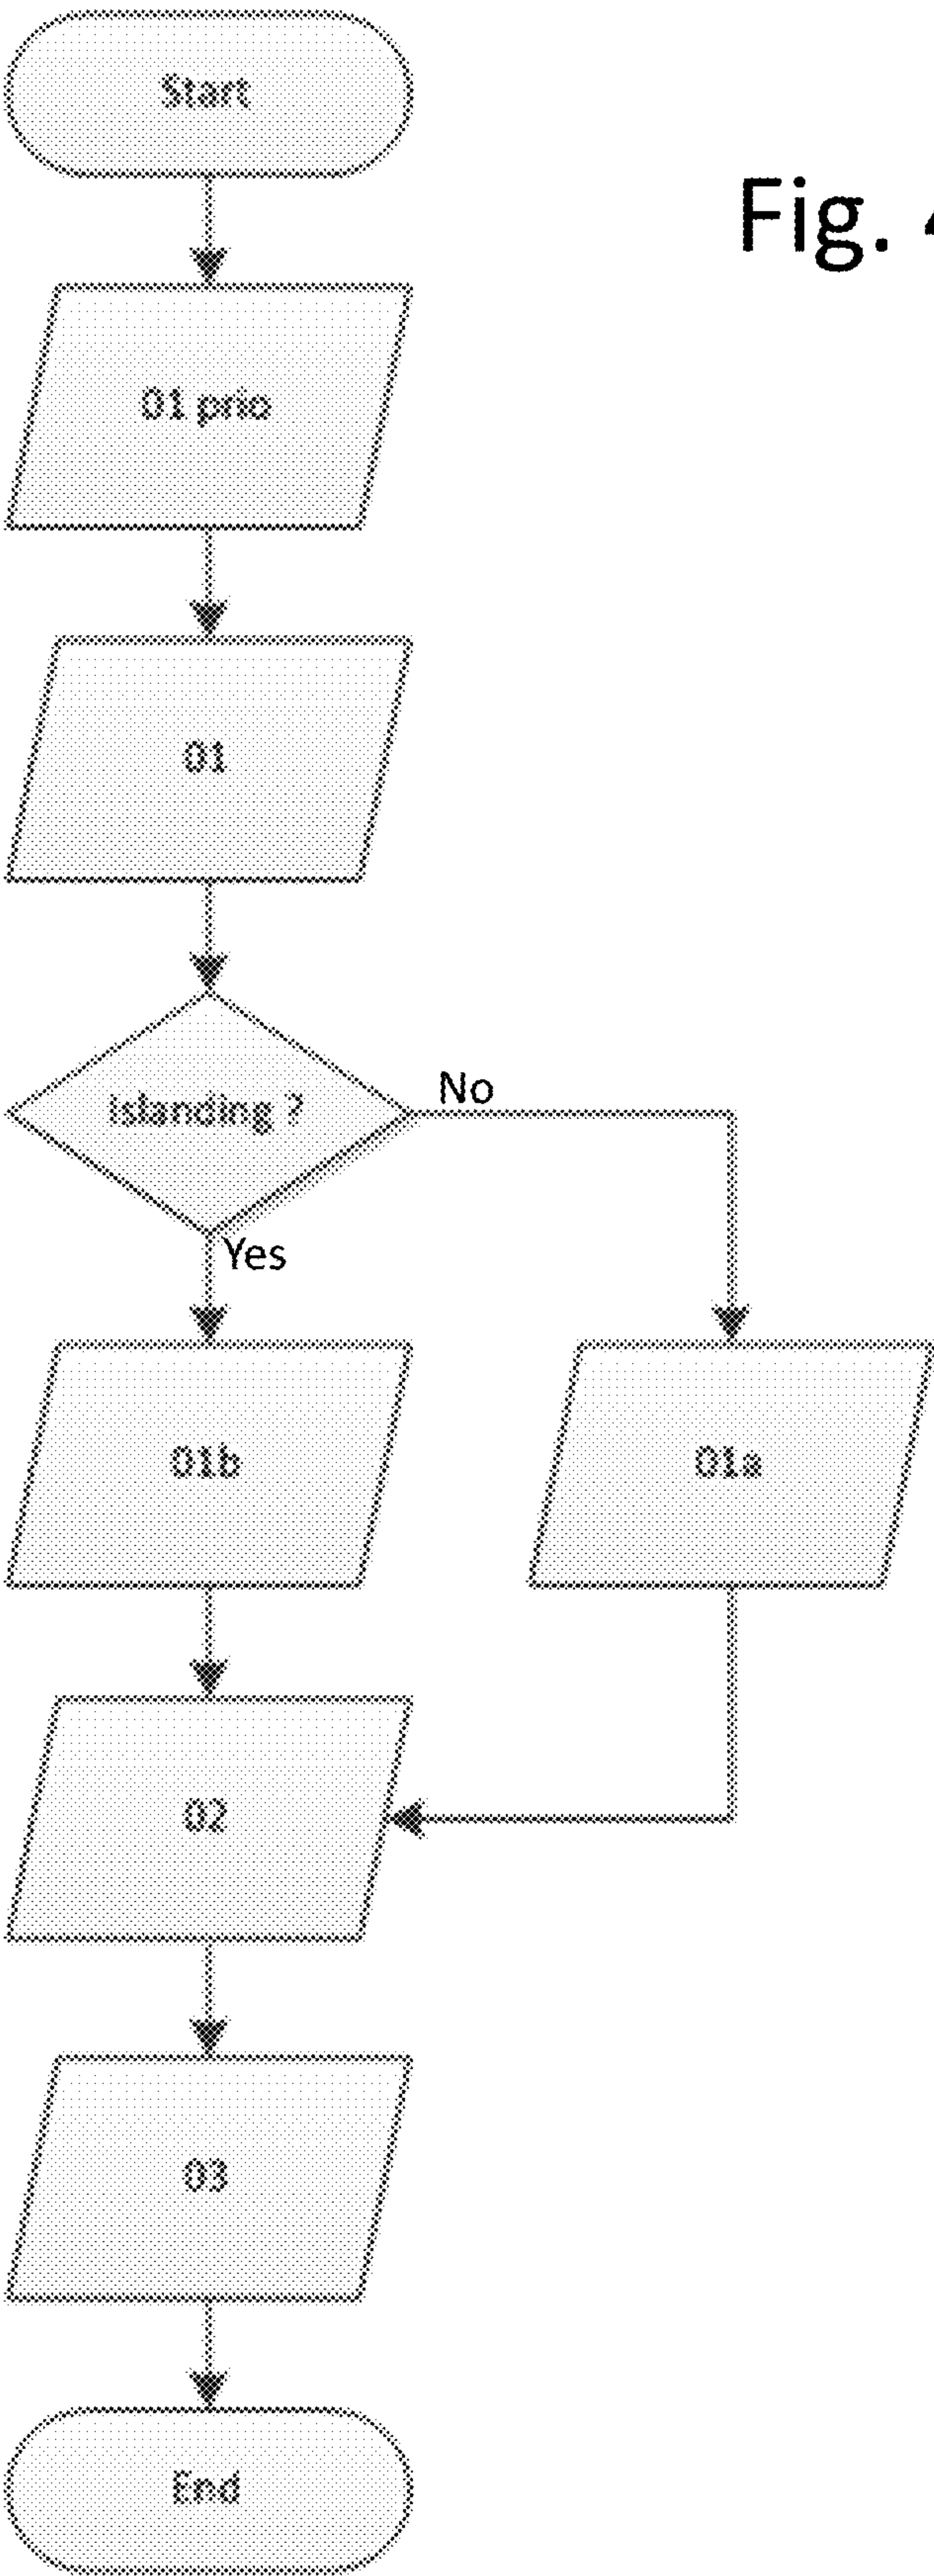 Start
Fig. 4
01 prio
01
Islanding ?
No
Yes
01b
01a
02
03
End